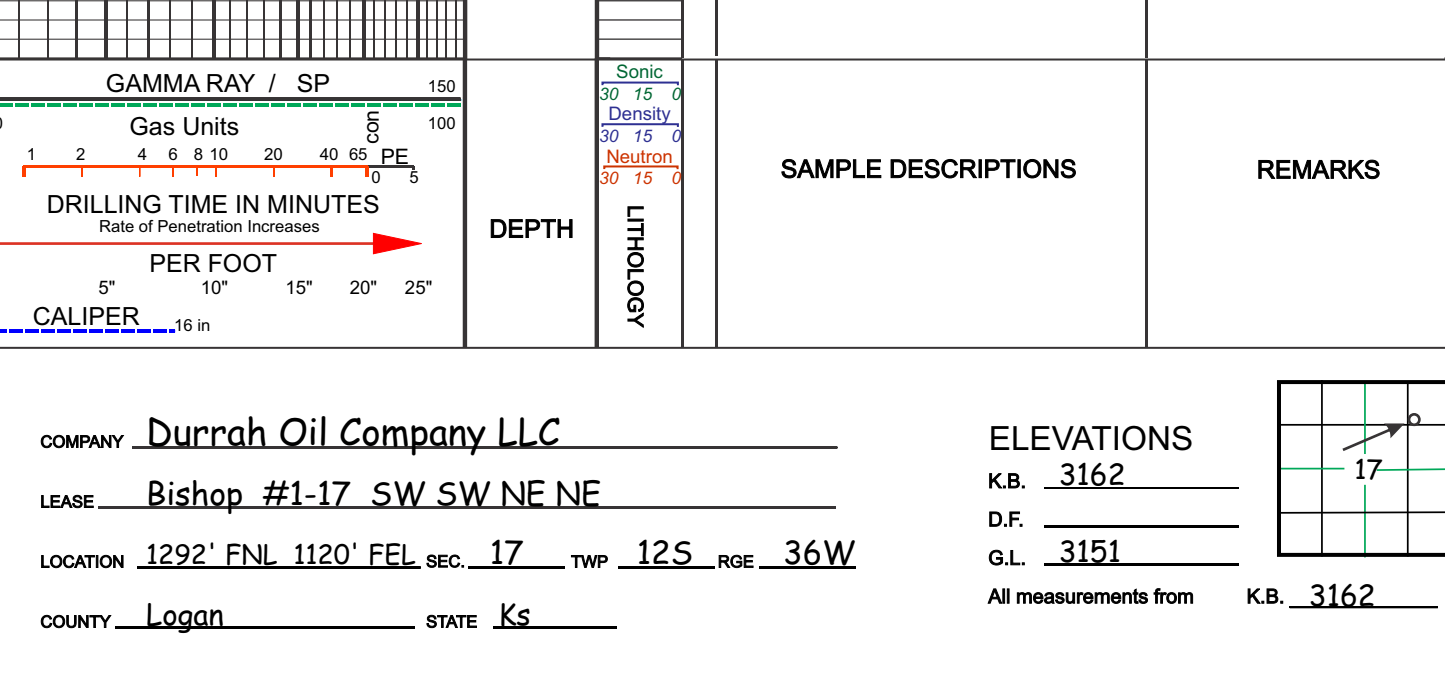 GAMMA RAY / SP 150
Gas Units 100
con
1 2 4 6 8 10 20 40 65 PE
0 5
DRILLING TIME IN MINUTES
Rate of Penetration Increases
PER FOOT
5" 10" 15" 20" 25"
CALIPER 16 in
DEPTH
Sonic
30 15 0
Density
30 15 0
Neutron
30 15 0
LITHOLOGY
SAMPLE DESCRIPTIONS
REMARKS
COMPANY Durrah Oil Company LLC
LEASE Bishop #1-17 SW SW NE NE
LOCATION 1292' FNL 1120' FEL SEC. 17 TWP 12S RGE 36W
COUNTY Logan STATE Ks
ELEVATIONS
K.B. 3162
D.F.
G.L. 3151
All measurements from K.B. 3162
17